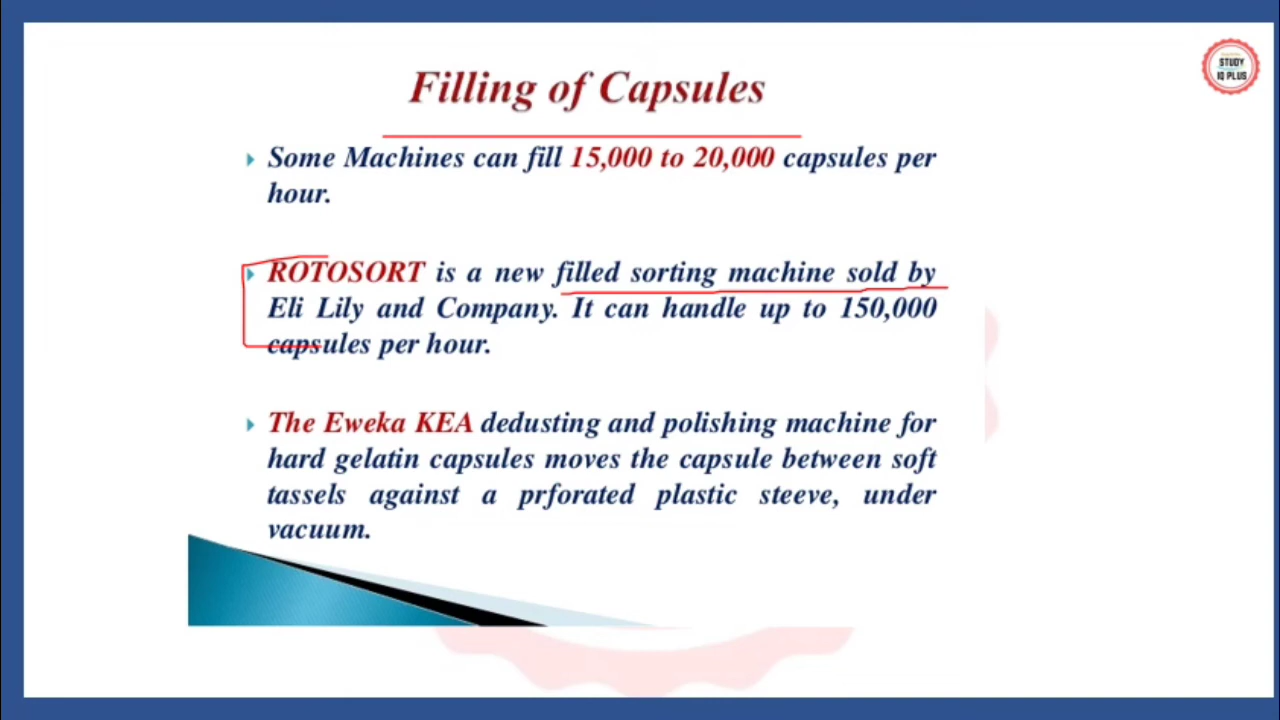 STUDY
IQ PLUS
Filling of Capsules
Some Machines can fill 15,000 to 20,000 capsules per
hour.
ROTOSORT is a new filled sorting machine sold by
Eli Lily and Company. It can handle up to 150,000
capsules per hour.
The Eweka KEA dedusting and polishing machine for
hard gelatin capsules moves the capsule between soft
tassels against a prforated plastic steeve, under
vacuum.